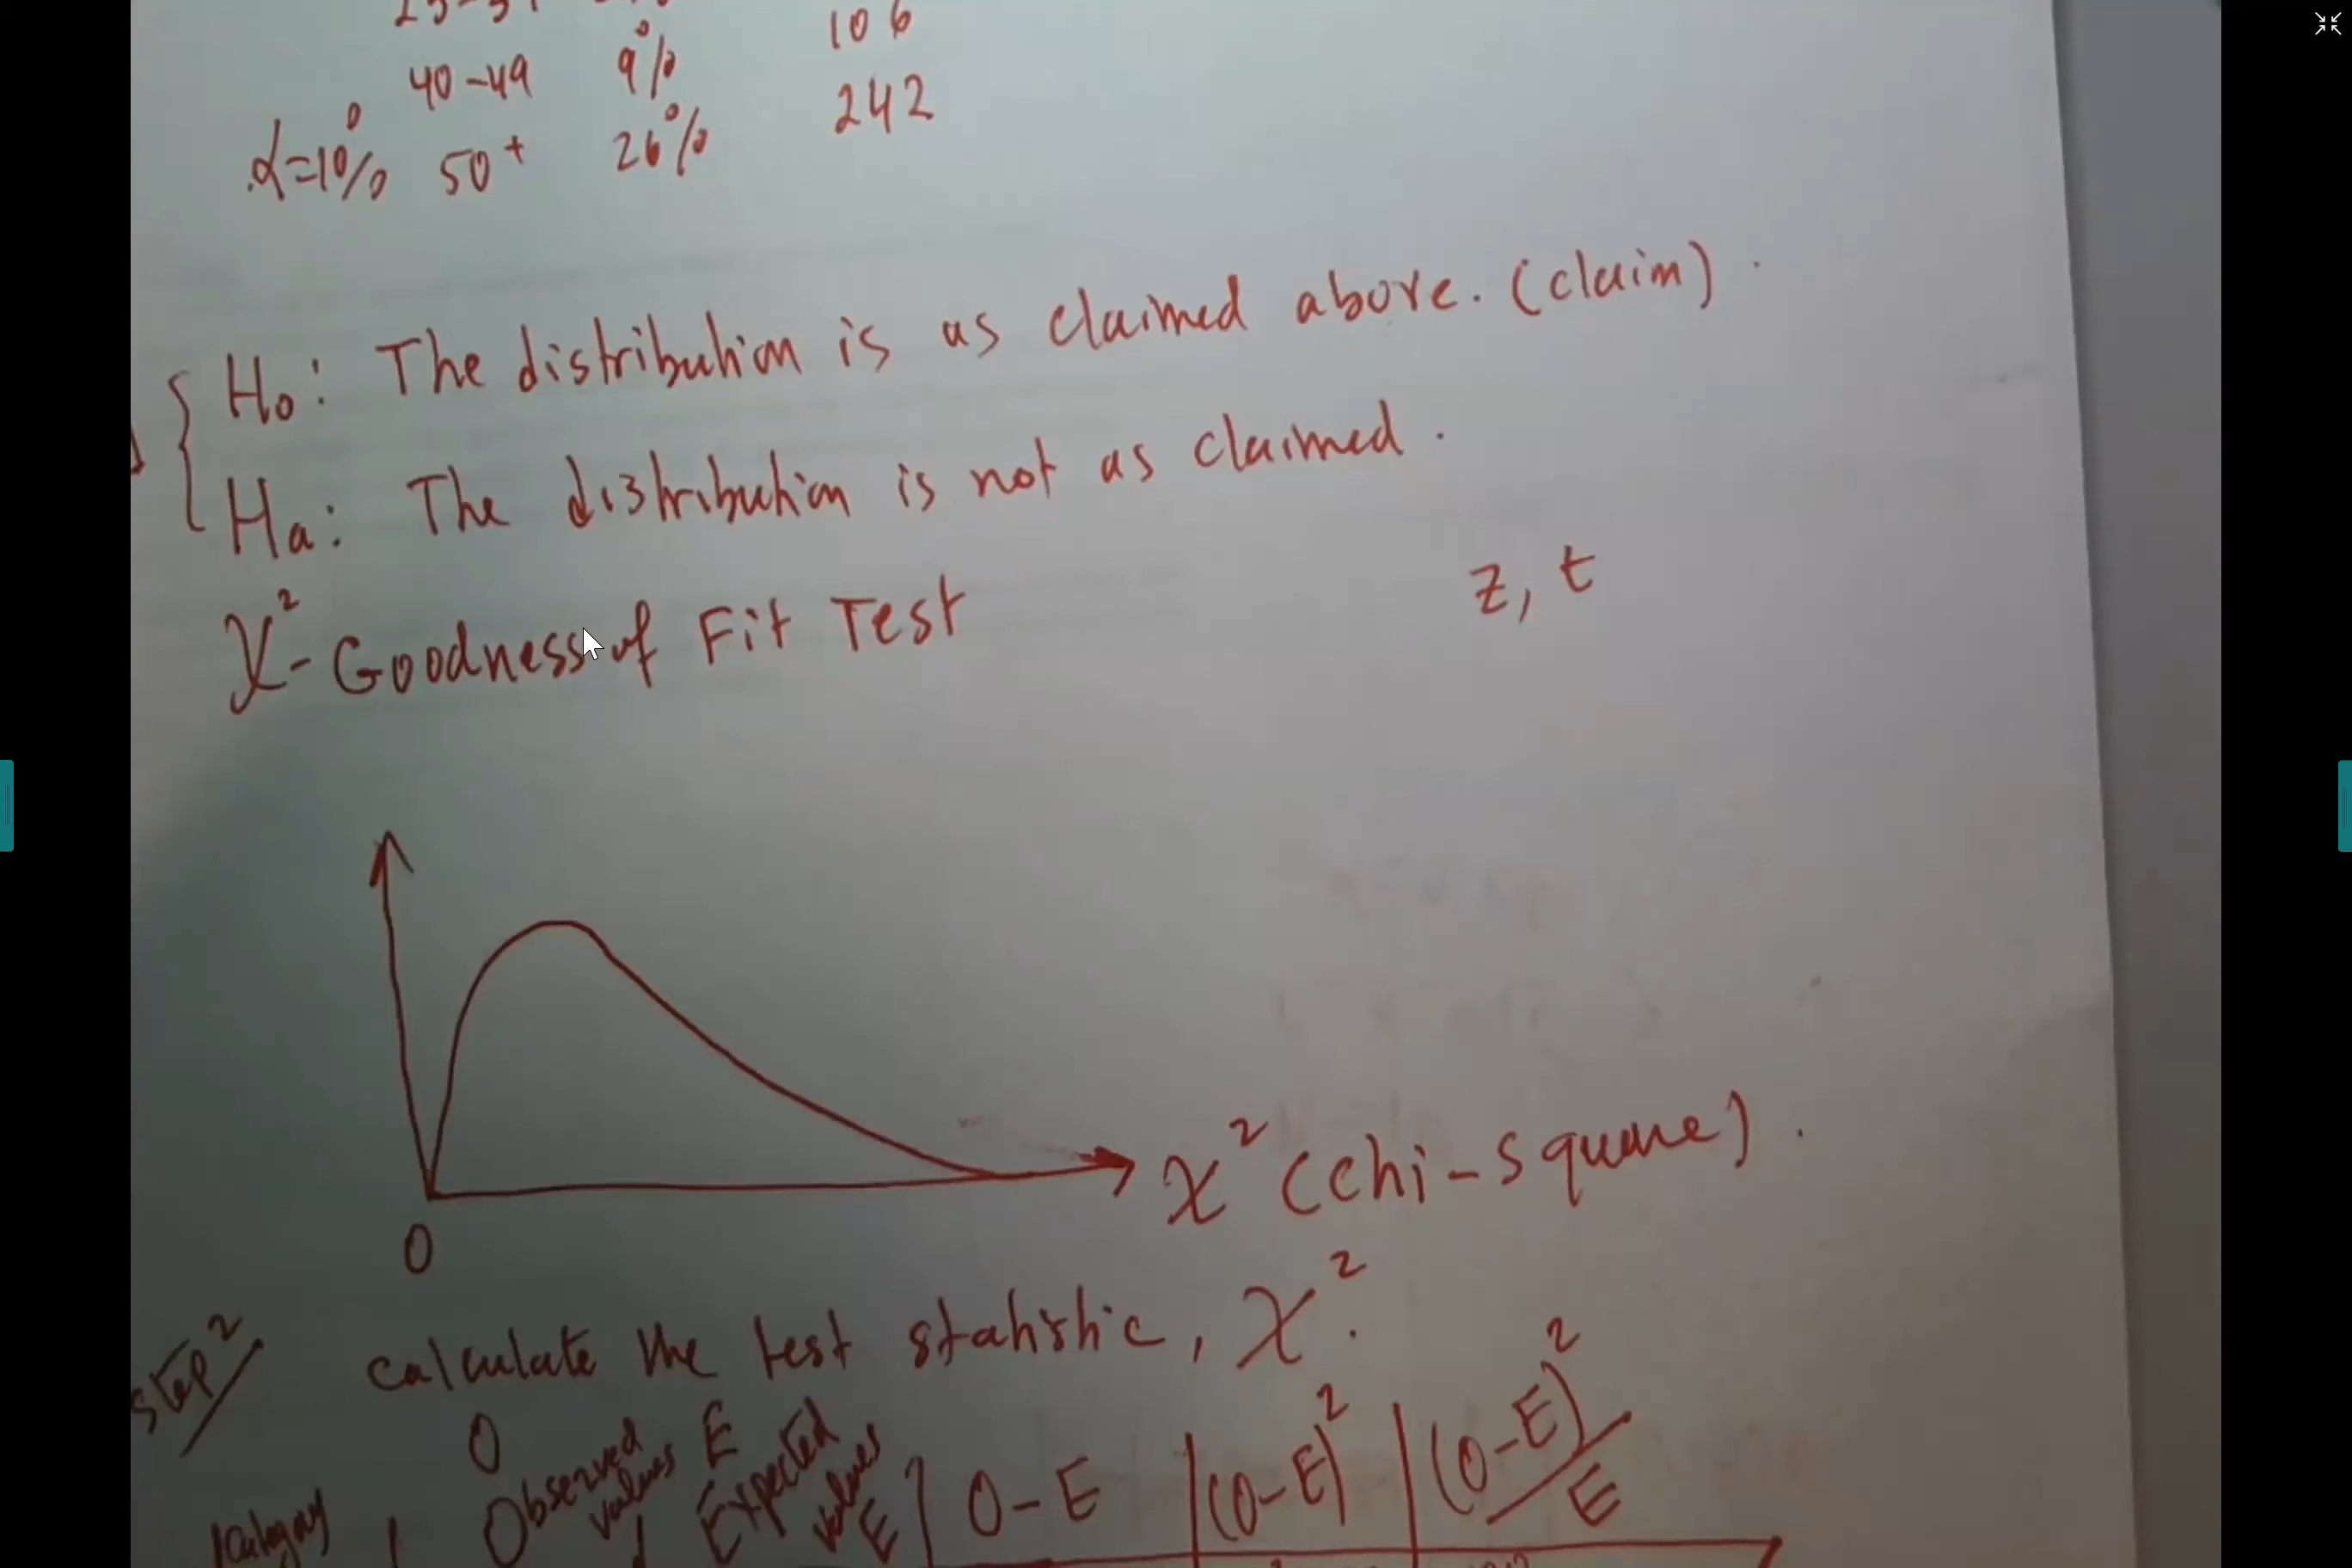 106
40-49 9% 242
α=10% 50+ 26%
H0: The distribution is as claimed above. (claim).
Ha: The distribution is not as claimed.
z, t
χ²- Goodness of Fit Test
χ² (chi-square).
0
Step 2 calculate the test statistic, χ².
O E
Category Observed values Expected values E O-E (O-E)² (O-E)²/E